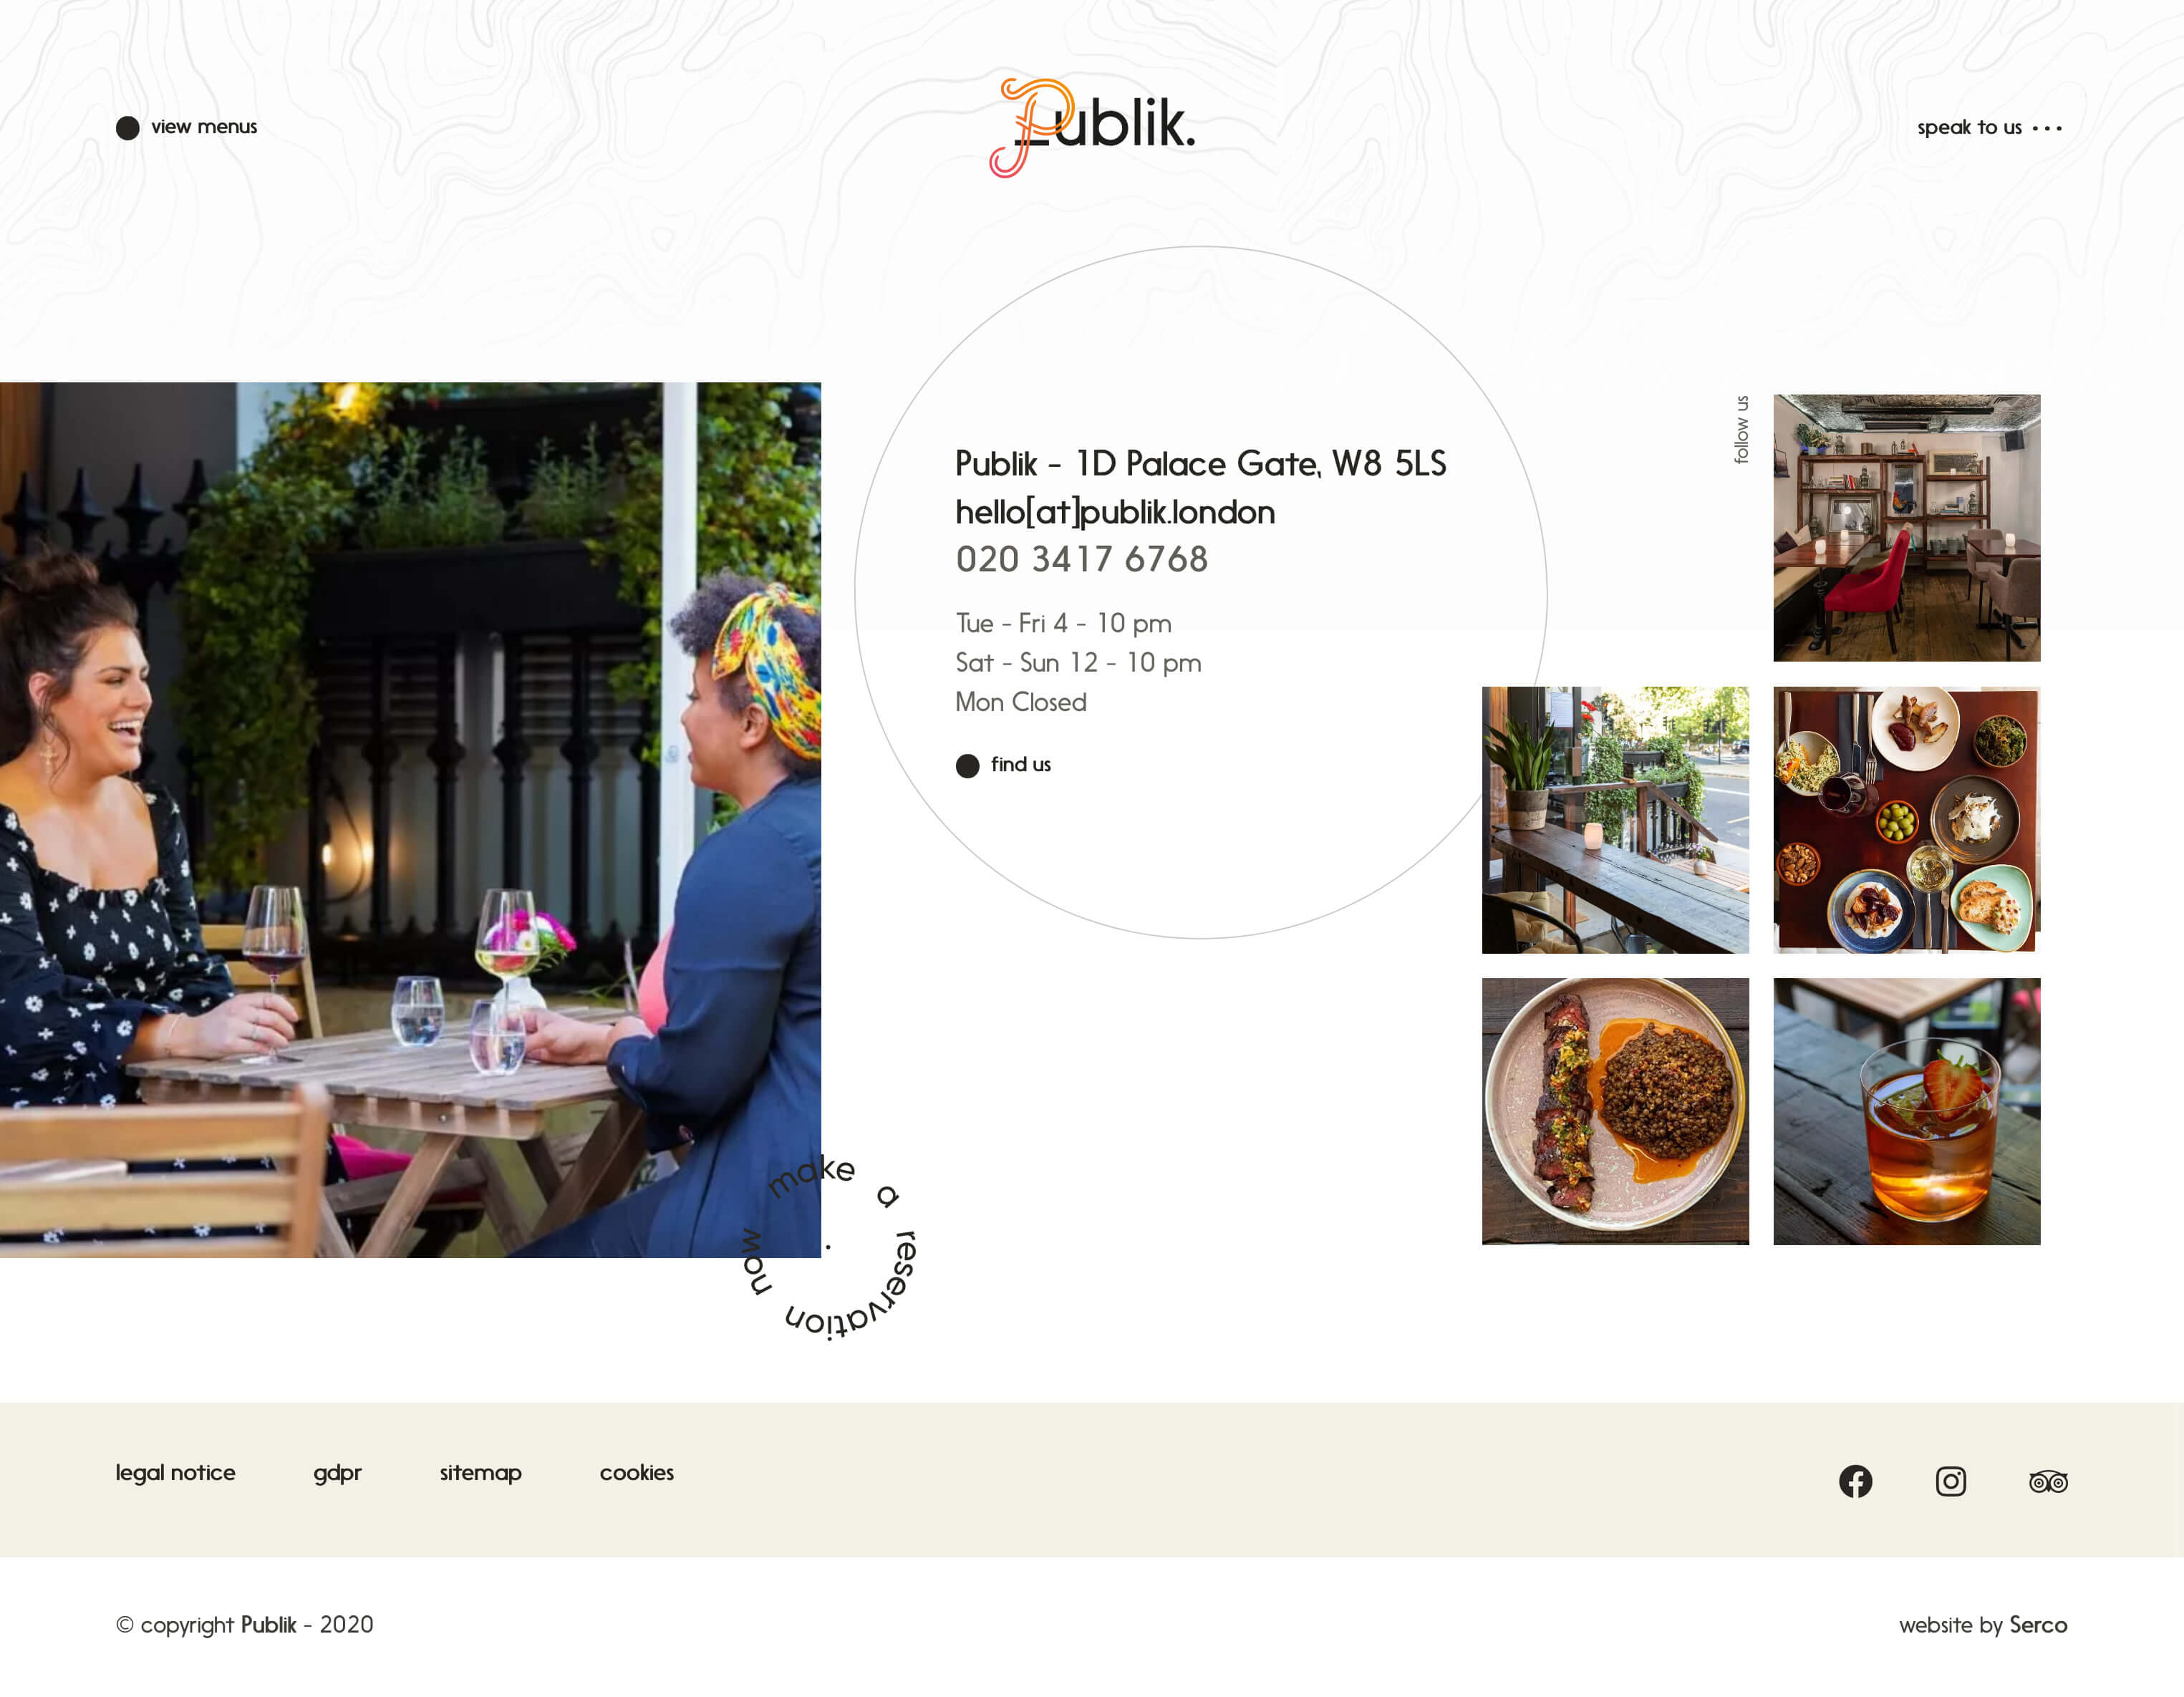 view menus
Publik.
speak to us
follow us
Publik - 1D Palace Gate, W8 5LS
hello[at]publik.london
020 3417 6768
Tue - Fri 4 - 10 pm
Sat - Sun 12 - 10 pm
Mon Closed
find us
make a reservation now
legal notice
gdpr
sitemap
cookies
© copyright Publik - 2020
website by Serco